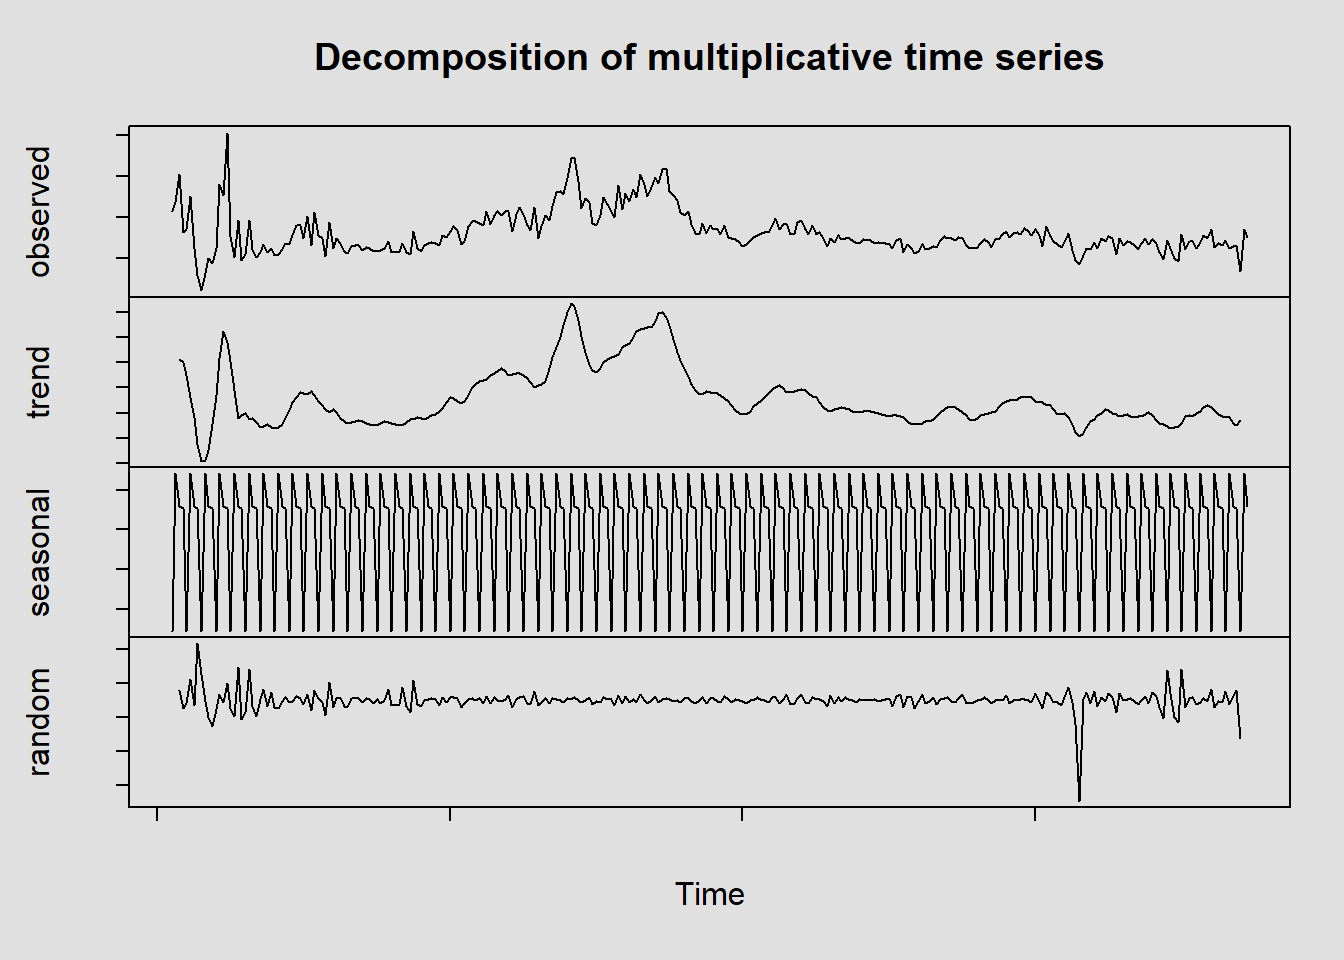 Decomposition of multiplicative time series
observed
trend
seasonal
random
Time